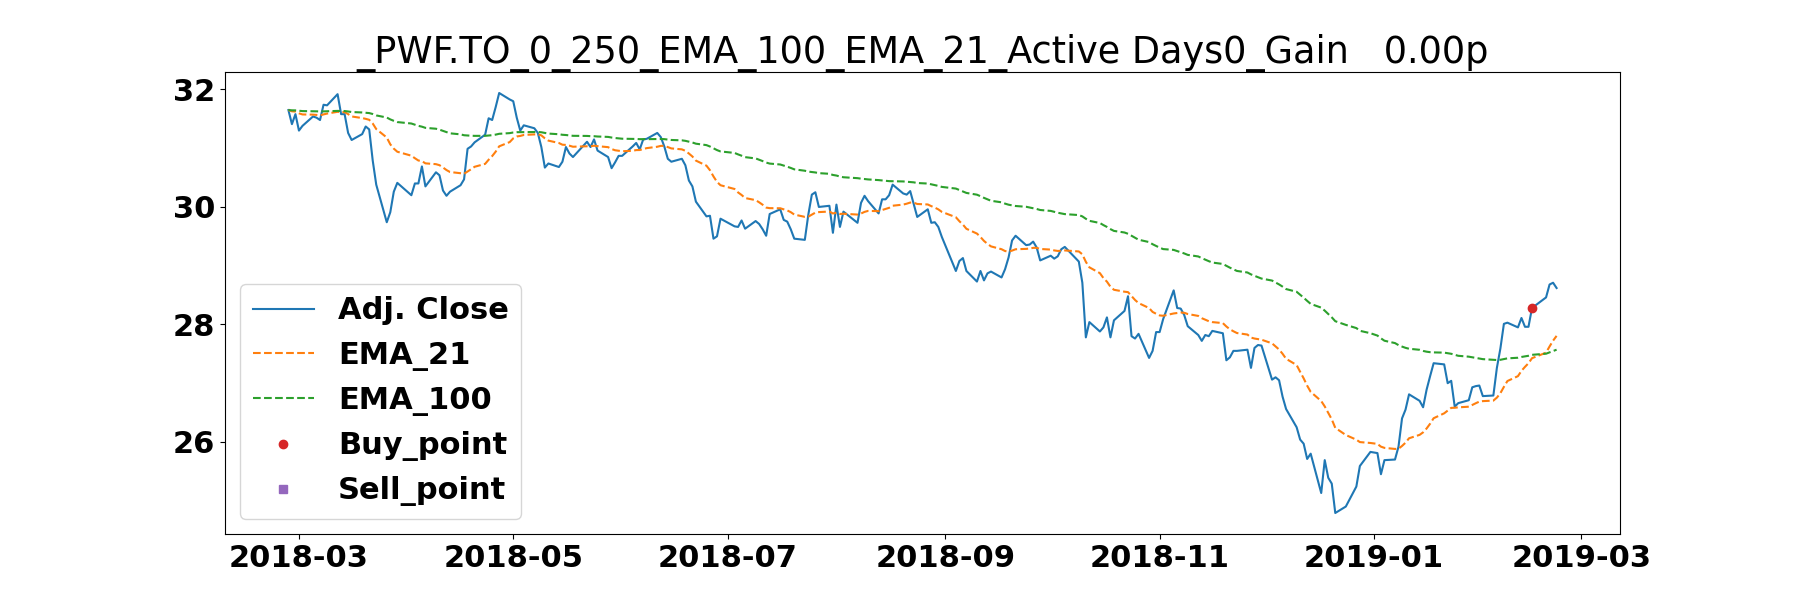 _PWF.TO_0_250_EMA_100_EMA_21_Active Days0_Gain   0.00p
32
30
28
26
Adj. Close
EMA_21
EMA_100
Buy_point
Sell_point
2018-03 2018-05 2018-07 2018-09 2018-11 2019-01 2019-03